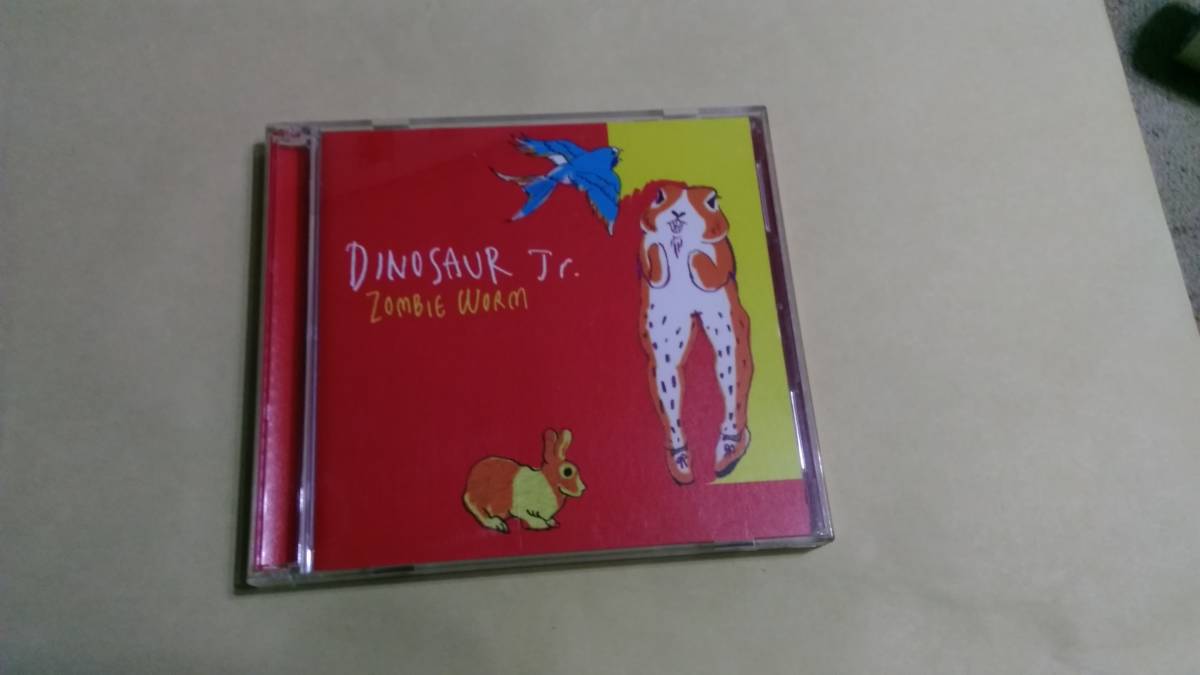 DINOSAUR Jr.
ZOMBIE WORM